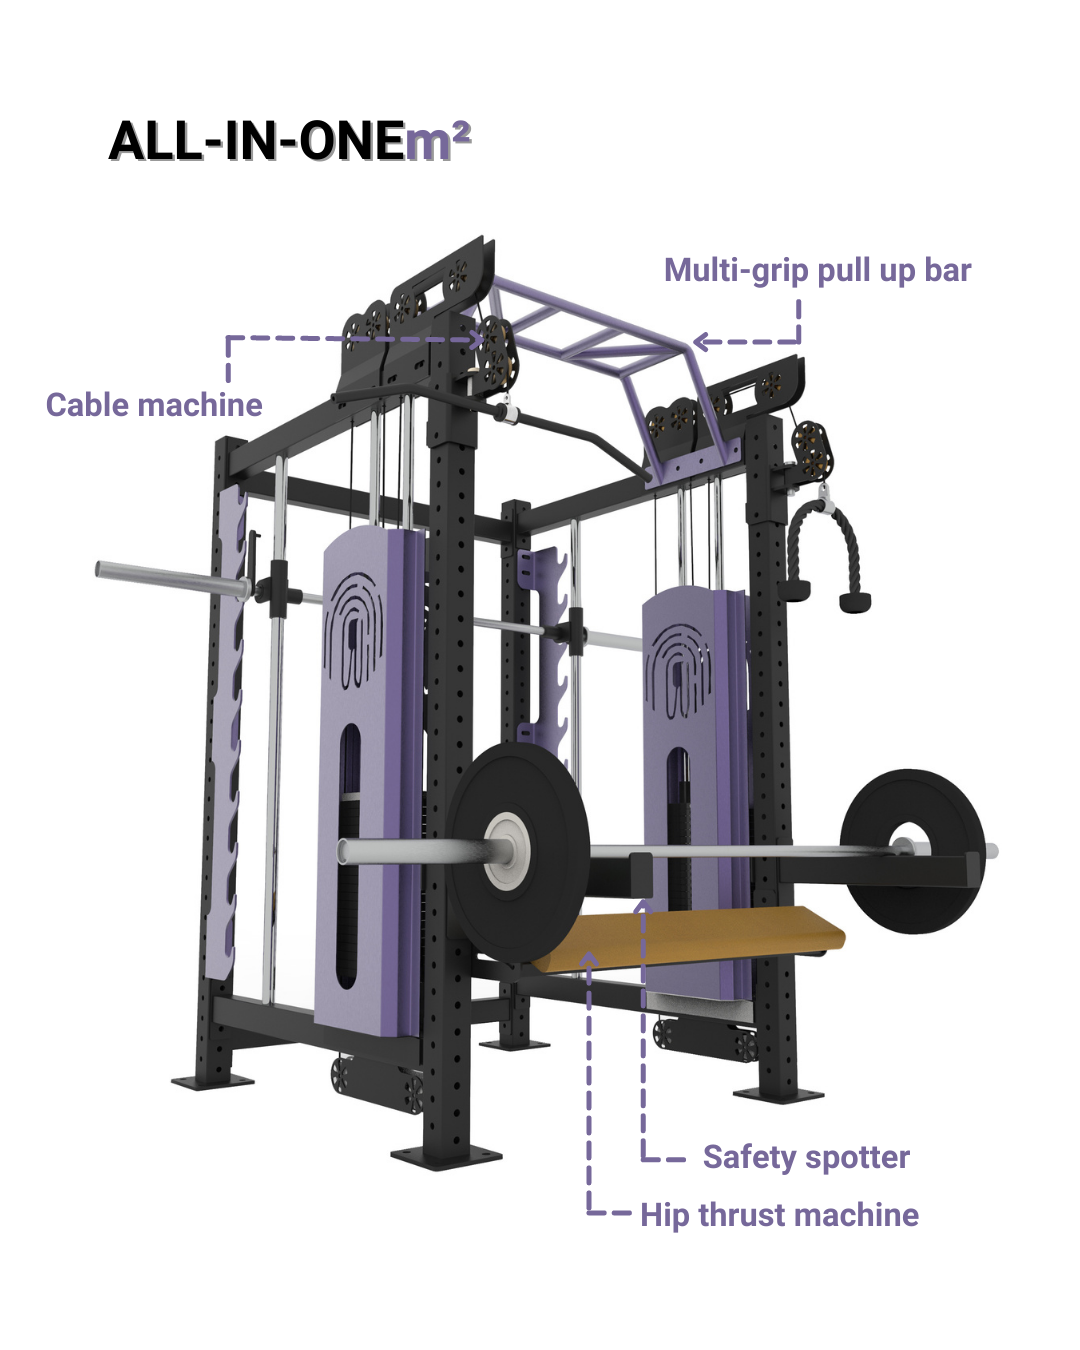 ALL-IN-ONEm²
Multi-grip pull up bar
Cable machine
Safety spotter
Hip thrust machine